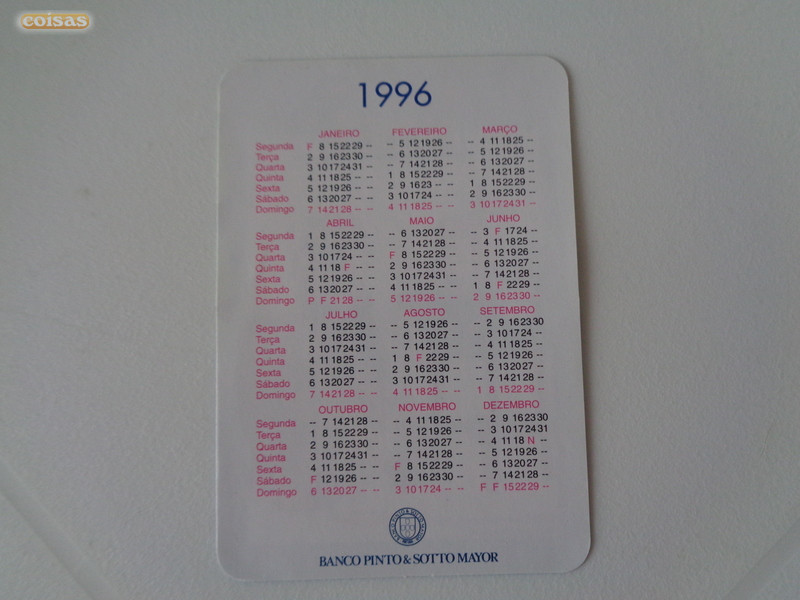 coisas
1996
JANEIRO FEVEREIRO MARÇO
Segunda F 8 15 22 29 -- -- 5 12 19 26 -- -- 4 11 18 25 --
Terça 2 9 16 23 30 -- -- 6 13 20 27 -- -- 5 12 19 26 --
Quarta 3 10 17 24 31 -- -- 7 14 21 28 -- -- 6 13 20 27 --
Quinta 4 11 18 25 -- -- 1 8 15 22 29 -- -- 7 14 21 28 --
Sexta 5 12 19 26 -- -- 2 9 16 23 -- -- 1 8 15 22 29 --
Sábado 6 13 20 27 -- -- 3 10 17 24 -- -- 2 9 16 23 30 --
Domingo 7 14 21 28 -- -- 4 11 18 25 -- -- 3 10 17 24 31 --
ABRIL MAIO JUNHO
Segunda 1 8 15 22 29 -- -- 6 13 20 27 -- -- 3 F 17 24 --
Terça 2 9 16 23 30 -- -- 7 14 21 28 -- -- 4 11 18 25 --
Quarta 3 10 17 24 -- -- F 8 15 22 29 -- -- 5 12 19 26 --
Quinta 4 11 18 F -- -- 2 9 16 23 30 -- -- 6 13 20 27 --
Sexta 5 12 19 26 -- -- 3 10 17 24 31 -- -- 7 14 21 28 --
Sábado 6 13 20 27 -- -- 4 11 18 25 -- -- 1 8 F 22 29 --
Domingo P F 21 28 -- -- 5 12 19 26 -- -- 2 9 16 23 30 --
JULHO AGOSTO SETEMBRO
Segunda 1 8 15 22 29 -- -- 5 12 19 26 -- -- 2 9 16 23 30
Terça 2 9 16 23 30 -- -- 6 13 20 27 -- -- 3 10 17 24 --
Quarta 3 10 17 24 31 -- -- 7 14 21 28 -- -- 4 11 18 25 --
Quinta 4 11 18 25 -- -- 1 8 F 22 29 -- -- 5 12 19 26 --
Sexta 5 12 19 26 -- -- 2 9 16 23 30 -- -- 6 13 20 27 --
Sábado 6 13 20 27 -- -- 3 10 17 24 31 -- -- 7 14 21 28 --
Domingo 7 14 21 28 -- -- 4 11 18 25 -- -- 1 8 15 22 29 --
OUTUBRO NOVEMBRO DEZEMBRO
Segunda -- 7 14 21 28 -- -- 4 11 18 25 -- -- 2 9 16 23 30
Terça 1 8 15 22 29 -- -- 5 12 19 26 -- -- 3 10 17 24 31
Quarta 2 9 16 23 30 -- -- 6 13 20 27 -- -- 4 11 18 N --
Quinta 3 10 17 24 31 -- -- 7 14 21 28 -- -- 5 12 19 26 --
Sexta 4 11 18 25 -- -- F 8 15 22 29 -- -- 6 13 20 27 --
Sábado F 12 19 26 -- -- 2 9 16 23 30 -- -- 7 14 21 28 --
Domingo 6 13 20 27 -- -- 3 10 17 24 -- -- F F 15 22 29 --
BANCO PINTO & SOTTO MAYOR